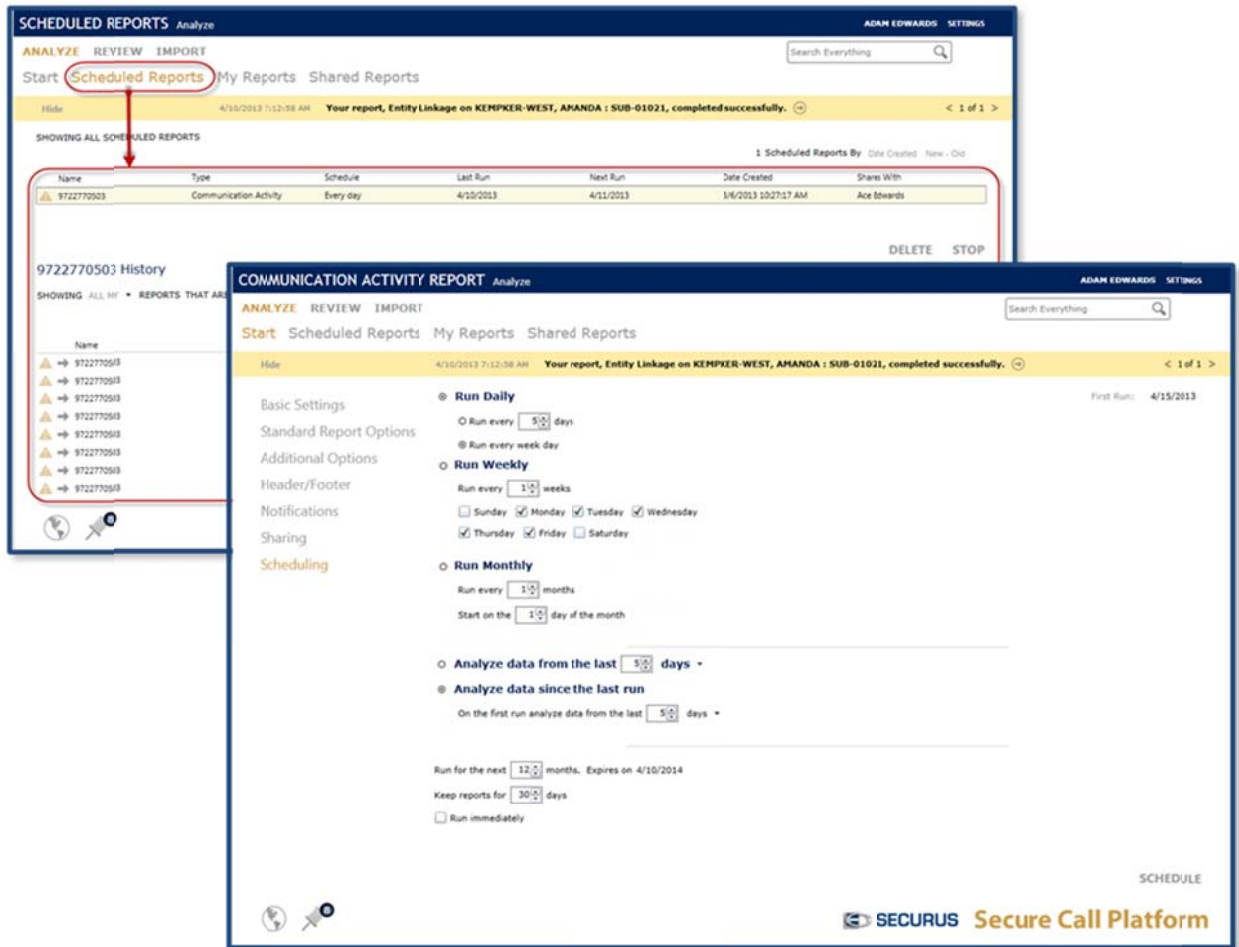 SCHEDULED REPORTS Analyze
ADAM EDWARDS SETTINGS
ANALYZE REVIEW IMPORT
Search Everything
Start Scheduled Reports My Reports Shared Reports
Hide
4/10/2013 7:12:58 AM Your report, Entity Linkage on KEMPKER-WEST, AMANDA : SUB-01021, completed successfully.
< 1 of 1 >
SHOWING ALL SCHEDULED REPORTS
1 Scheduled Reports By Date Created New - Old
Name Type Schedule Last Run Next Run Date Created Shares With
9722770503 Communication Activity Every day 4/10/2013 4/11/2013 10:27:17 AM Ace Edwards
DELETE STOP
9722770503 History
SHOWING ALL MY REPORTS THAT ARE
Name
9722770503
9722770503
9722770503
9722770503
9722770503
9722770503
9722770503
9722770503
COMMUNICATION ACTIVITY REPORT Analyze
ADAM EDWARDS SETTINGS
ANALYZE REVIEW IMPORT
Search Everything
Start Scheduled Reports My Reports Shared Reports
Hide
4/10/2013 7:12:58 AM Your report, Entity Linkage on KEMPKER-WEST, AMANDA : SUB-01021, completed successfully.
< 1 of 1 >
Basic Settings
Standard Report Options
Additional Options
Header/Footer
Notifications
Sharing
Scheduling
First Run: 4/15/2013
Run Daily
Run every 5 days
Run every week day
Run Weekly
Run every 1 weeks
Sunday Monday Tuesday Wednesday
Thursday Friday Saturday
Run Monthly
Run every 1 months
Start on the 1 day of the month
Analyze data from the last 5 days
Analyze data since the last run
On the first run analyze data from the last 5 days
Run for the next 12 months. Expires on 4/10/2014
Keep reports for 30 days
Run immediately
SCHEDULE
SECURUS Secure Call Platform